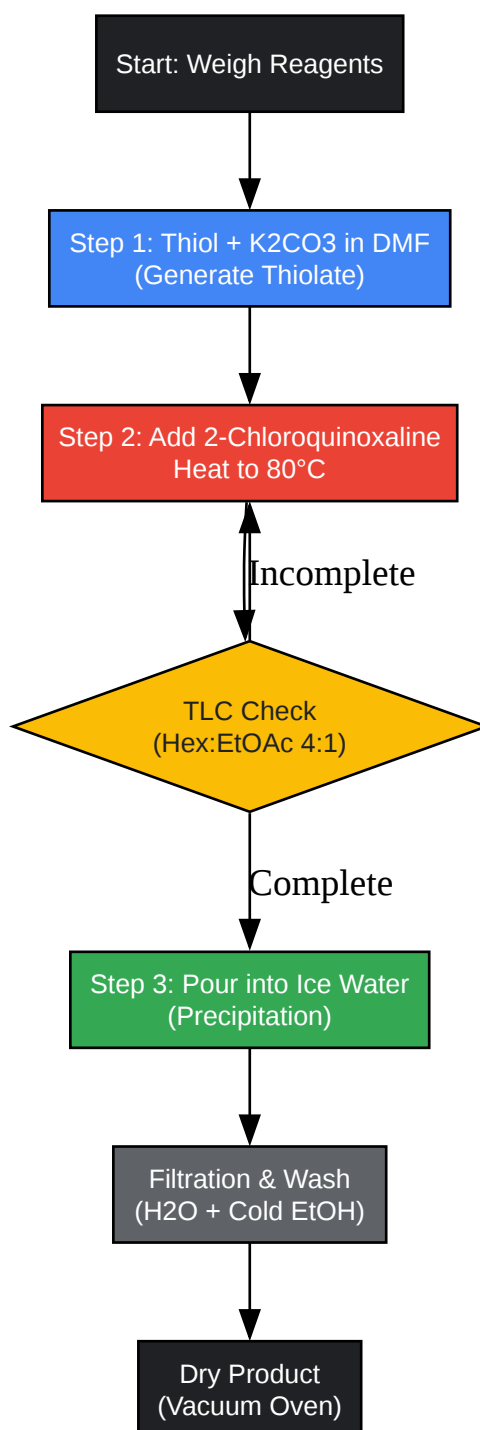 Start: Weigh Reagents
Step 1: Thiol + K2CO3 in DMF
(Generate Thiolate)
Step 2: Add 2-Chloroquinoxaline
Heat to 80°C
Incomplete
TLC Check
(Hex:EtOAc 4:1)
Complete
Step 3: Pour into Ice Water
(Precipitation)
Filtration & Wash
(H2O + Cold EtOH)
Dry Product
(Vacuum Oven)